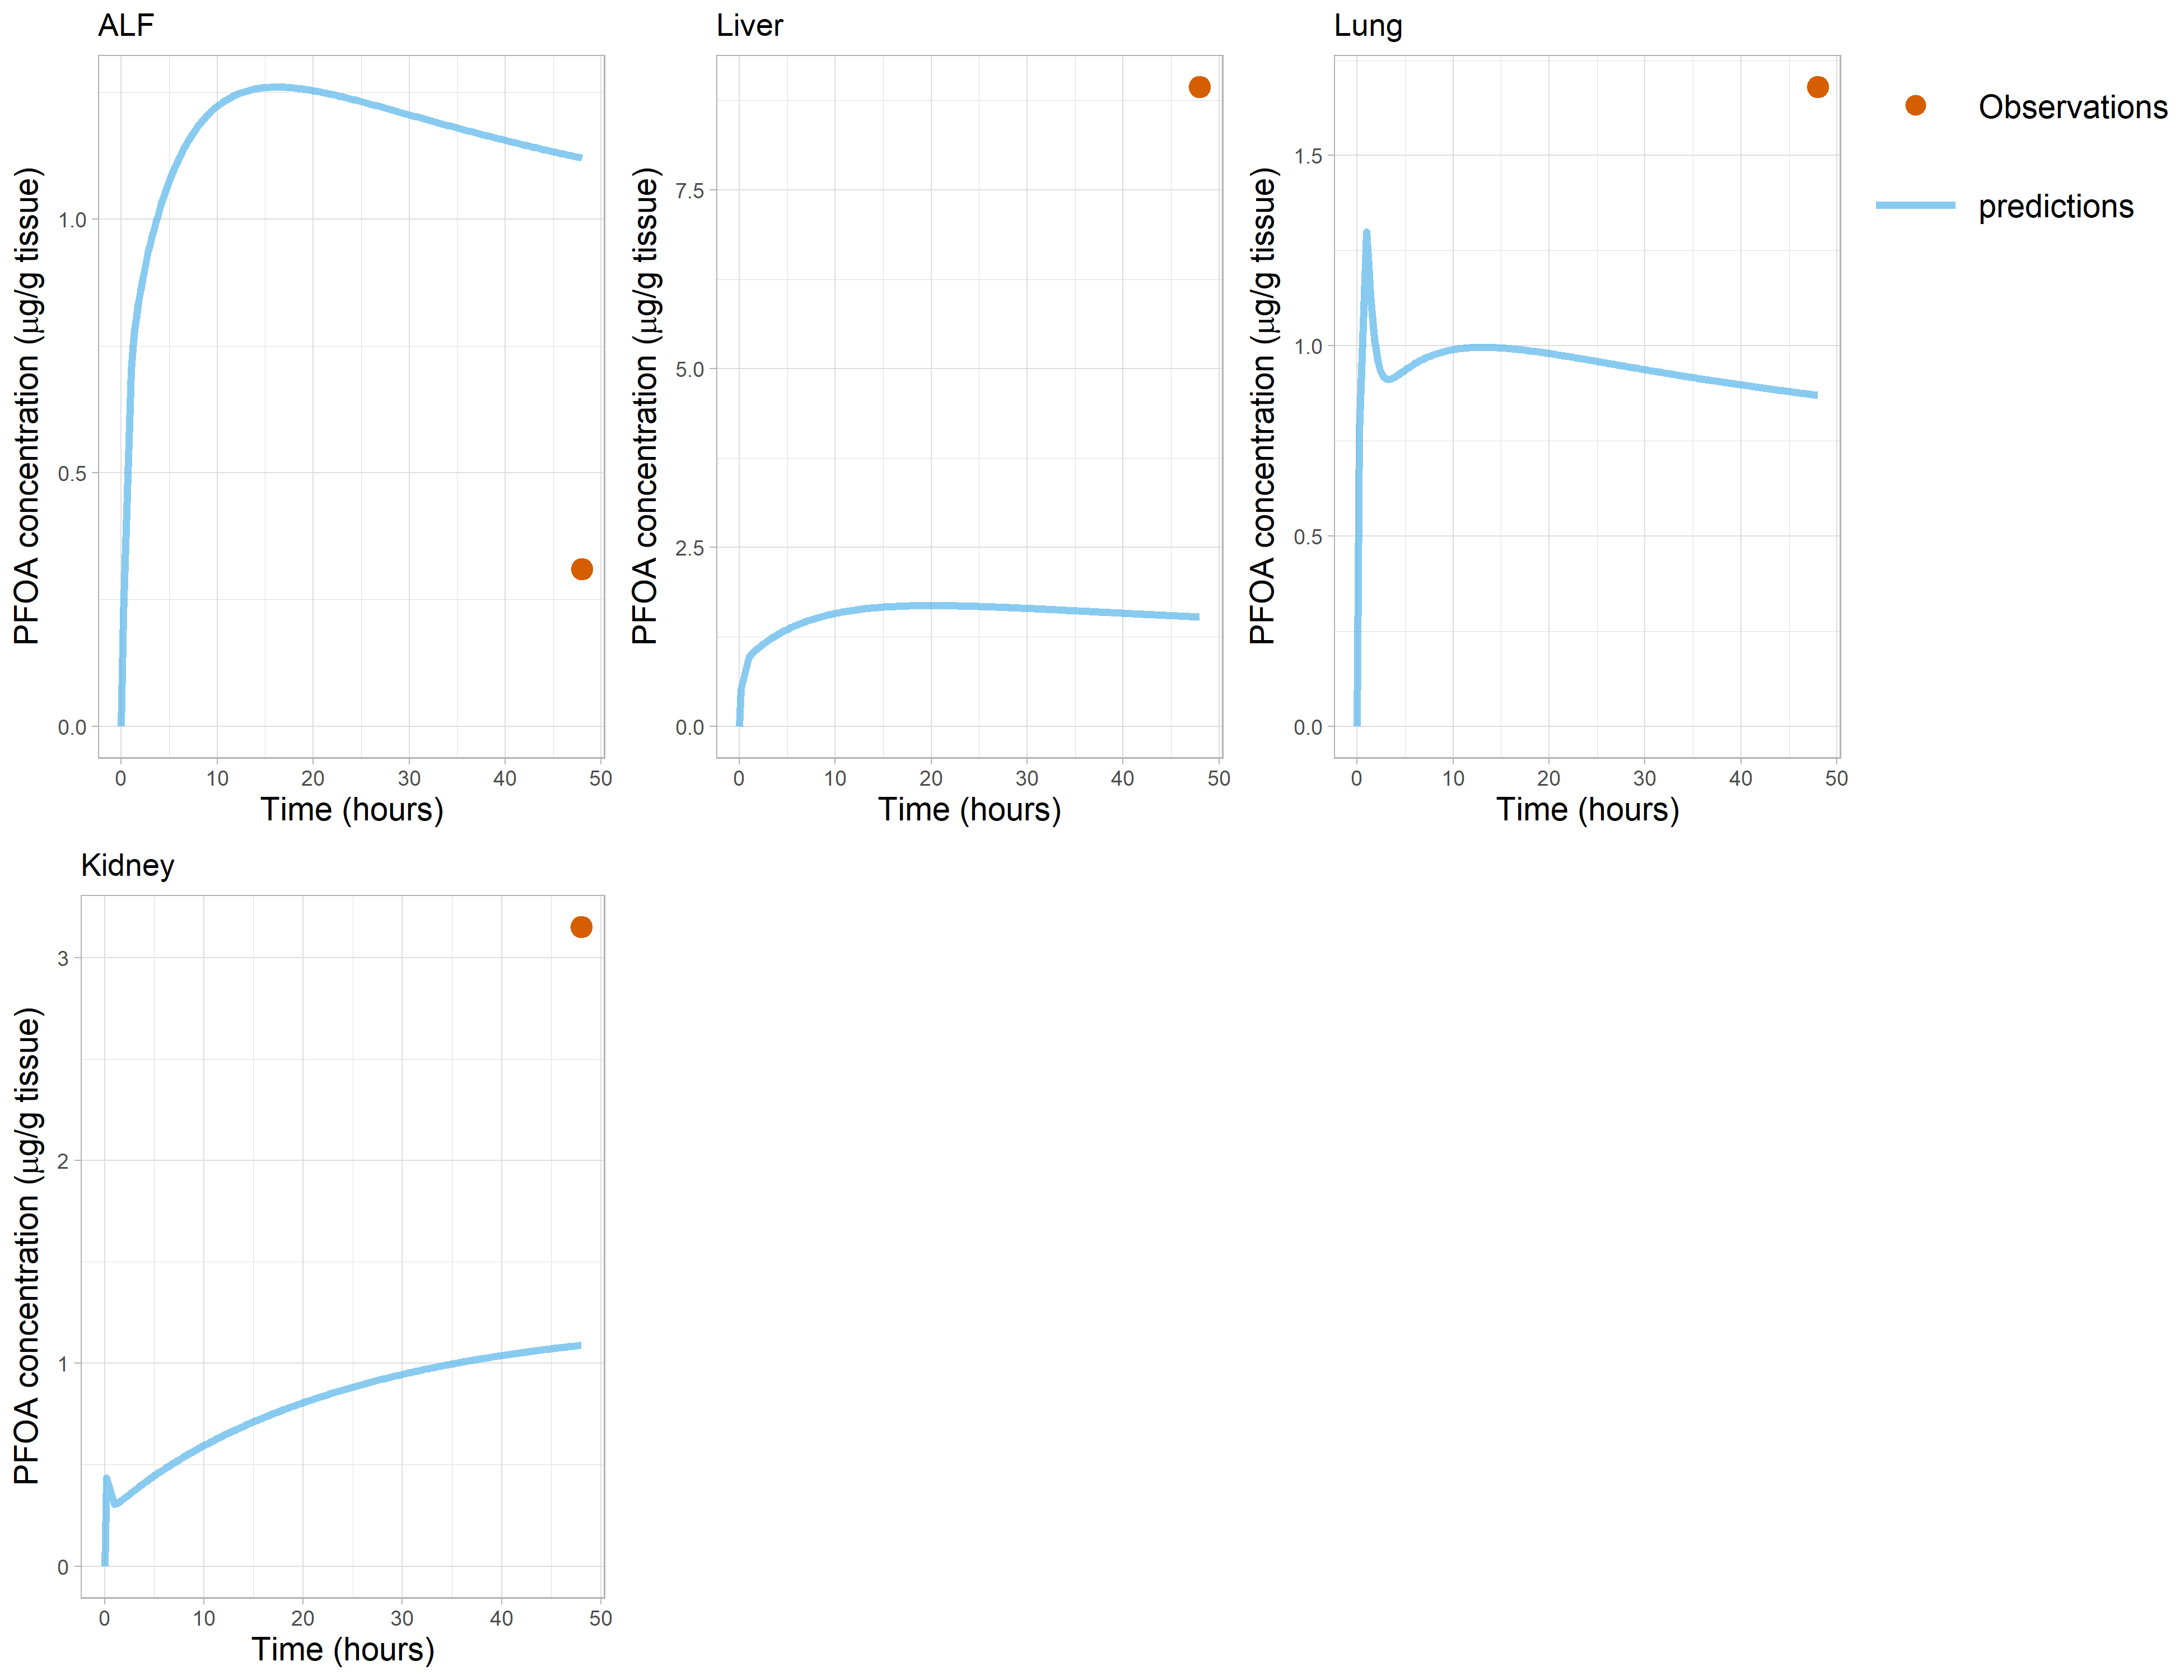 ALF
PFOA concentration (μg/g tissue)
1.0
0.5
0.0
0 10 20 30 40 50
Time (hours)
Liver
PFOA concentration (μg/g tissue)
7.5
5.0
2.5
0.0
0 10 20 30 40 50
Time (hours)
Lung
PFOA concentration (μg/g tissue)
1.5
1.0
0.5
0.0
0 10 20 30 40 50
Time (hours)
Observations
predictions
Kidney
PFOA concentration (μg/g tissue)
3
2
1
0
0 10 20 30 40 50
Time (hours)